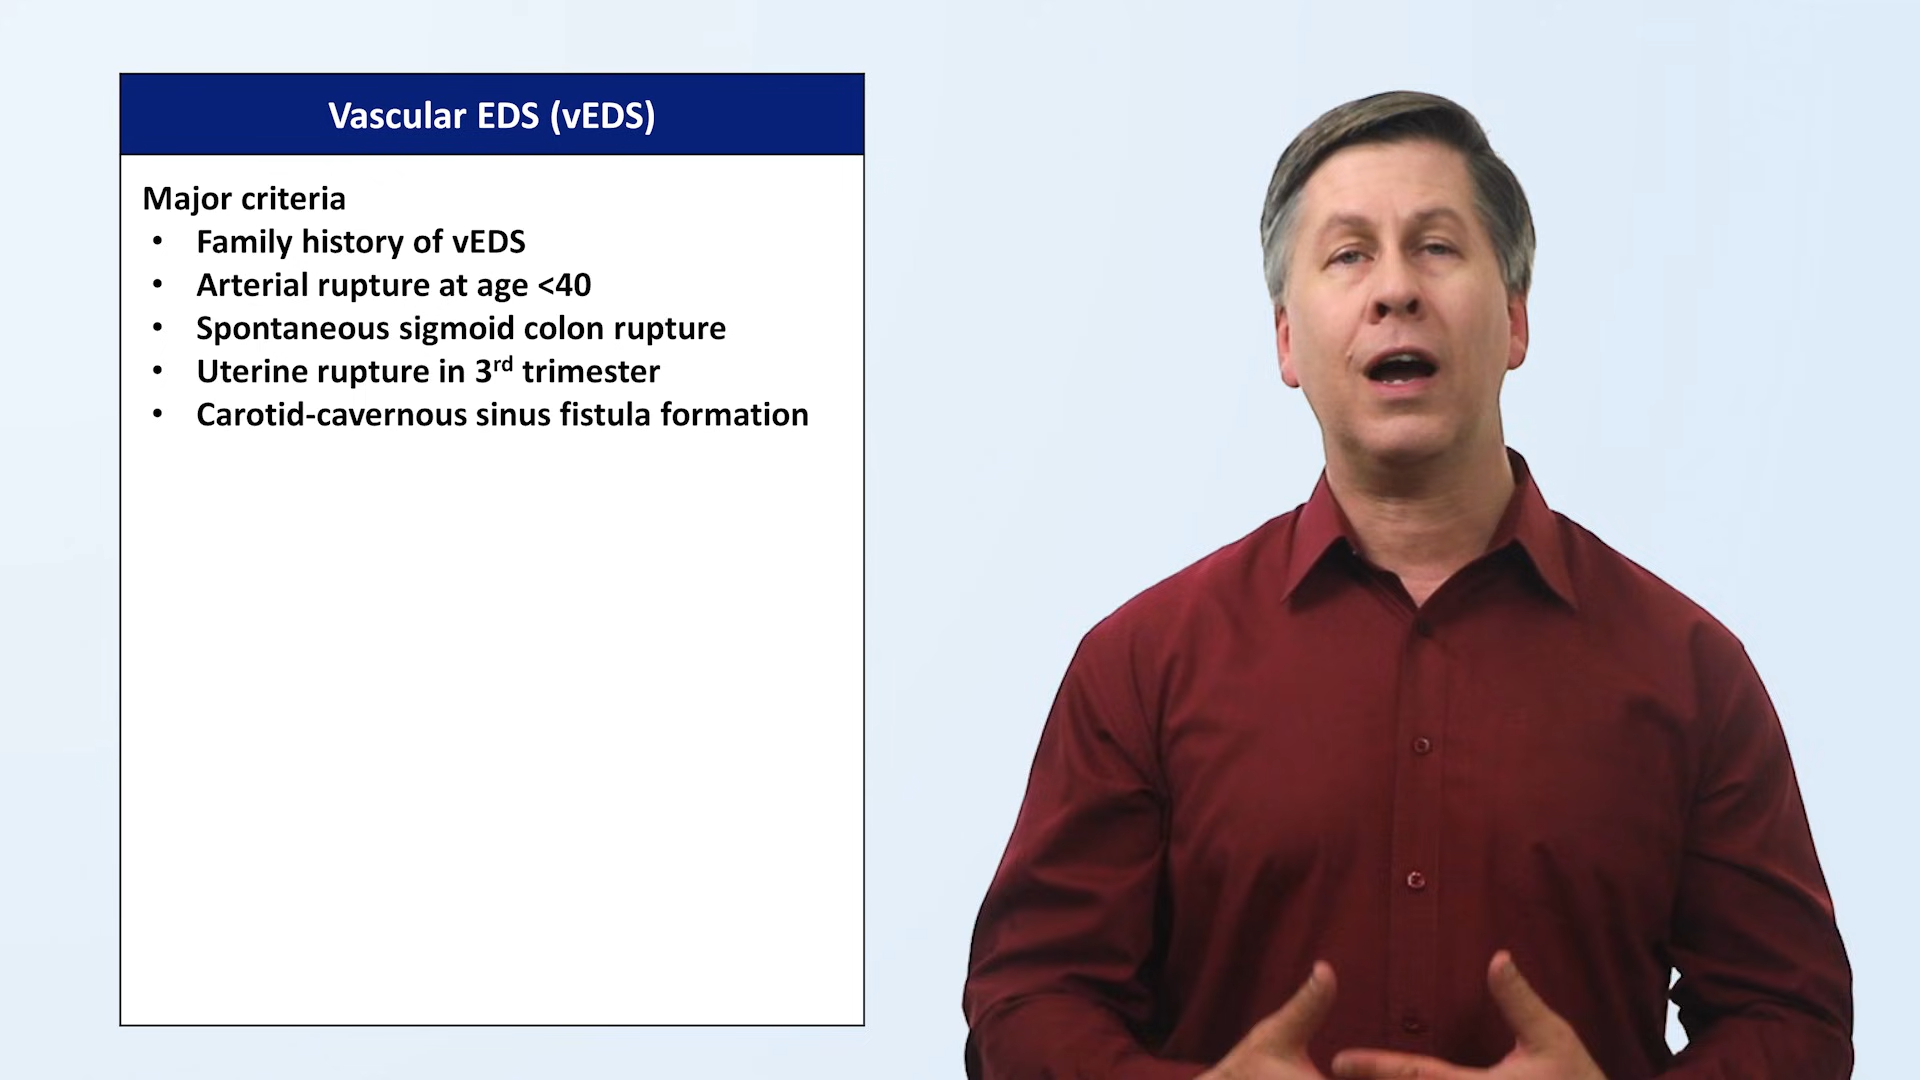 Vascular EDS (vEDS)
Major criteria
• Family history of vEDS
• Arterial rupture at age <40
• Spontaneous sigmoid colon rupture
• Uterine rupture in 3rd trimester
• Carotid-cavernous sinus fistula formation